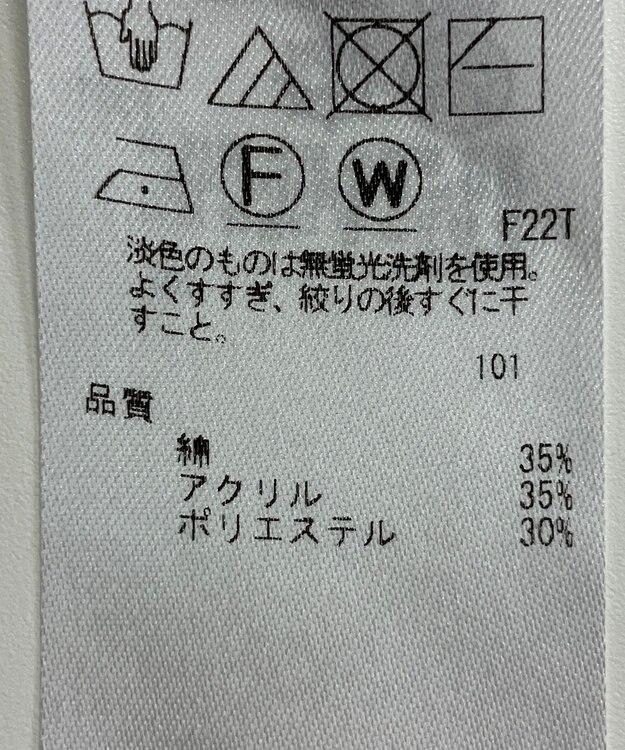 F W
F22T
淡色のものは無蛍光洗剤を使用。
よくすすぎ、絞りの後すぐに干
すこと。
101
品質
綿 35%
アクリル 35%
ポリエステル 30%